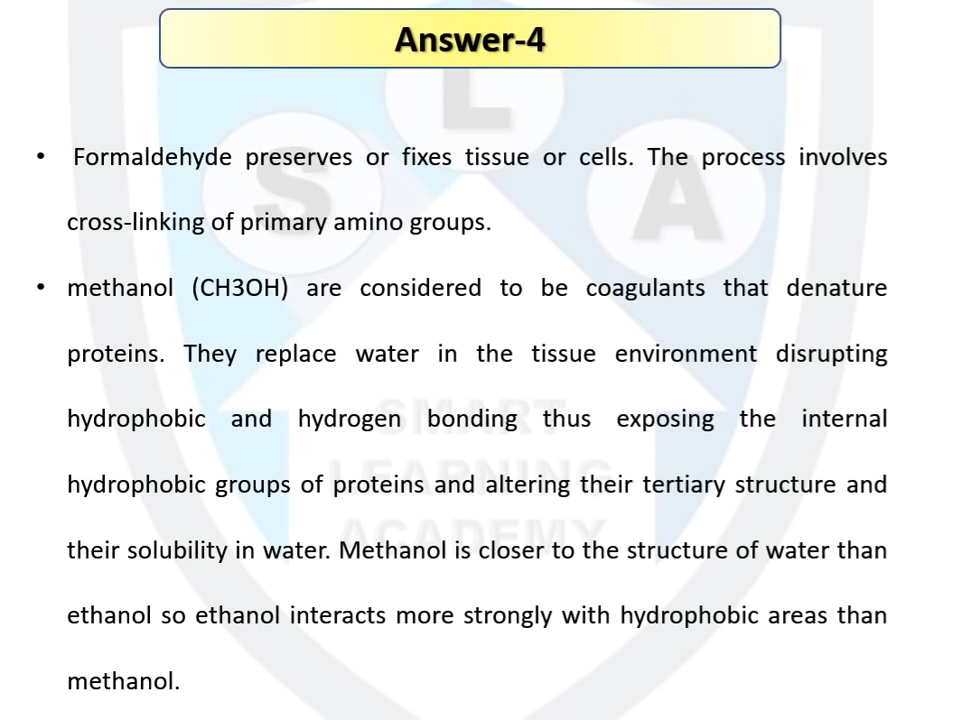 Answer-4
• Formaldehyde preserves or fixes tissue or cells. The process involves
cross-linking of primary amino groups.
• methanol (CH3OH) are considered to be coagulants that denature
proteins. They replace water in the tissue environment disrupting
hydrophobic and hydrogen bonding thus exposing the internal
hydrophobic groups of proteins and altering their tertiary structure and
their solubility in water. Methanol is closer to the structure of water than
ethanol so ethanol interacts more strongly with hydrophobic areas than
methanol.
S L A
SMART
LEARNING
ACADEMY